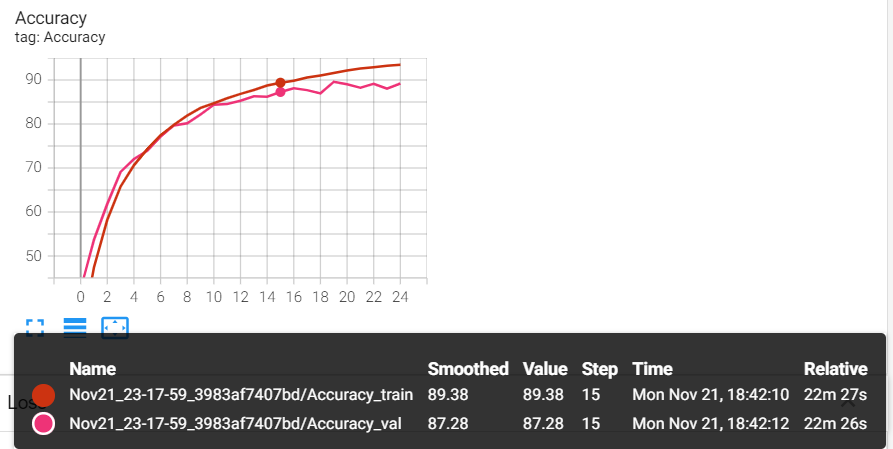 Accuracy
tag: Accuracy
90
80
70
60
50
0 2 4 6 8 10 12 14 16 18 20 22 24
Name Smoothed Value Step Time Relative
Nov21_23-17-59_3983af7407bd/Accuracy_train 89.38 89.38 15 Mon Nov 21, 18:42:10 22m 27s
Nov21_23-17-59_3983af7407bd/Accuracy_val 87.28 87.28 15 Mon Nov 21, 18:42:12 22m 26s